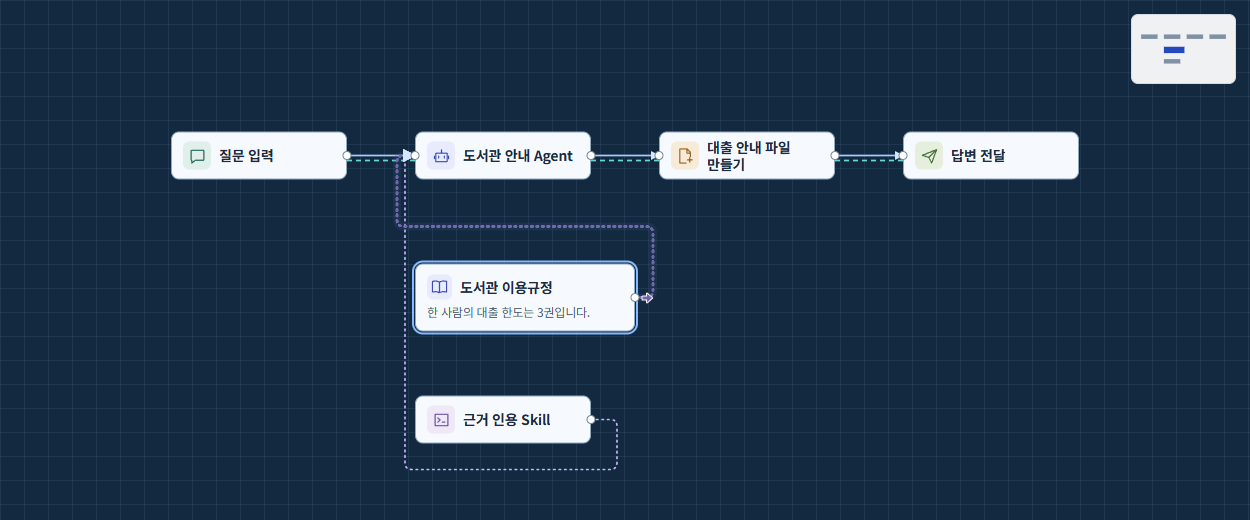 질문 입력
도서관 안내 Agent
대출 안내 파일
만들기
답변 전달
도서관 이용규정
한 사람의 대출 한도는 3권입니다.
근거 인용 Skill